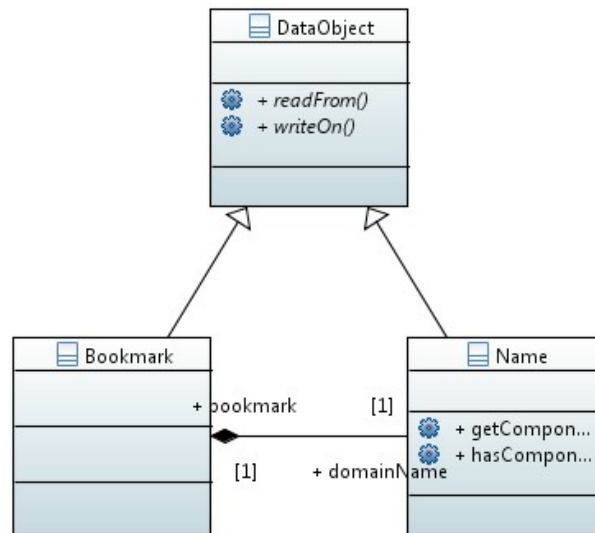 DataObject
+ readFrom()
+ writeOn()
Bookmark
Name
+ bookmark
[1]
+ getCompon...
+ hasCompon...
[1]
+ domainName